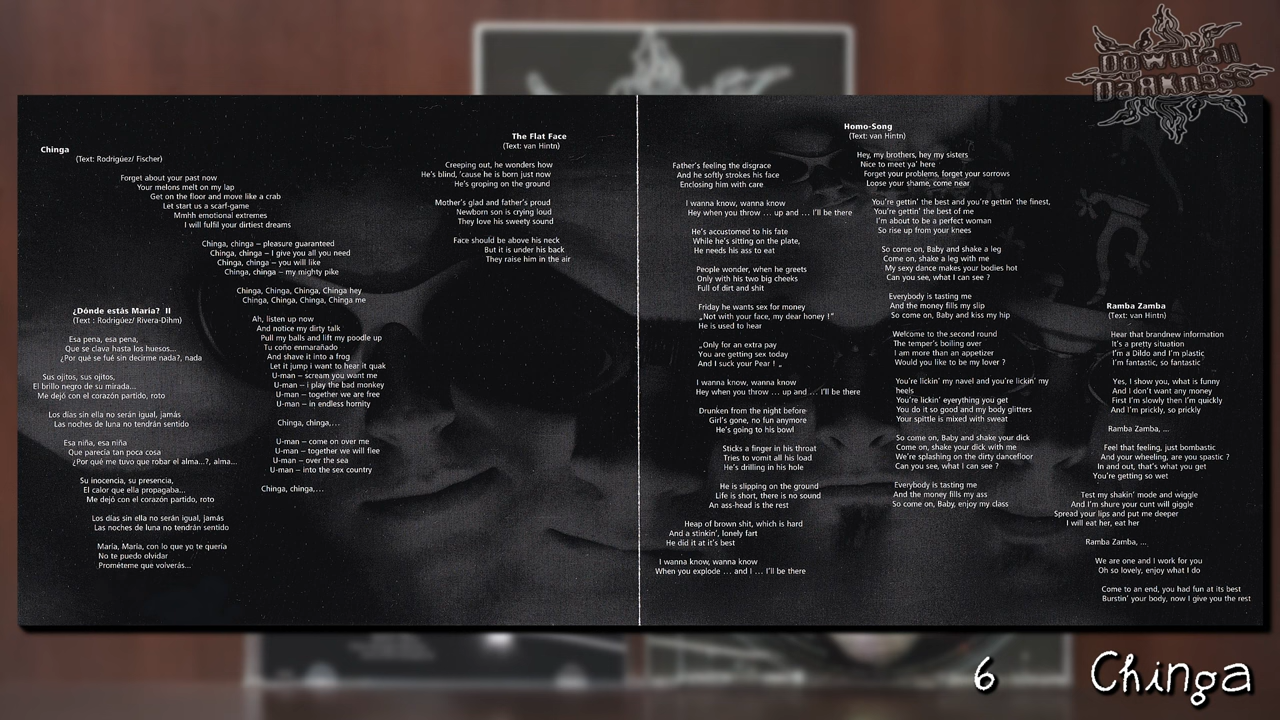 Downfall
of
Darkness
Chinga
(Text: Rodrigúez/ Fischer)
Forget about your past now
Your melons melt on my lap
Get on the floor and move like a crab
Let start us a scarf-game
Mmhh emotional extremes
I will fulfil your dirtiest dreams
Chinga, chinga – pleasure guaranteed
Chinga, chinga – I give you all you need
Chinga, chinga – you will like
Chinga, chinga – my mighty pike
Chinga, Chinga, Chinga, Chinga hey
Chinga, Chinga, Chinga, Chinga me
Ah, listen up now
And notice my dirty talk
Pull my balls and lift my poodle up
Tu coño enmarañado
And shave it into a frog
Let it jump i want to hear it quak
U-man – scream you want me
U-man – i play the bad monkey
U-man – together we are free
U-man – in endless hornity
Chinga, chinga,...
U-man – come on over me
U-man – together we will flee
U-man – over the sea
U-man – into the sex country
Chinga, chinga,...
¿Dónde estás Maria? II
(Text : Rodrigúez/ Rivera-Dihm)
Esa pena, esa pena,
Que se clava hasta los huesos...
¿Por qué se fué sin decirme nada?, nada
Sus ojitos, sus ojitos,
El brillo negro de su mirada...
Me dejó con el corazón partido, roto
Los días sin ella no serán igual, jamás
Las noches de luna no tendrán sentido
Esa niña, esa niña
Que parecía tan poca cosa
¿Por qué me tuvo que robar el alma...?, alma...
Su inocencia, su presencia,
El calor que ella propagaba...
Me dejó con el corazón partido, roto
Los días sin ella no serán igual, jamás
Las noches de luna no tendrán sentido
María, María, con lo que yo te quería
No te puedo olvidar
Prométeme que volverás...
The Flat Face
(Text: van Hintn)
Creeping out, he wonders how
He's blind, 'cause he is born just now
He's groping on the ground
Mother's glad and father's proud
Newborn son is crying loud
They love his sweety sound
Face should be above his neck
But it is under his back
They raise him in the air
Father's feeling the disgrace
And he softly strokes his face
Enclosing him with care
I wanna know, wanna know
Hey when you throw ... up and ... I'll be there
He's accustomed to his fate
While he's sitting on the plate,
He needs his ass to eat
People wonder, when he greets
Only with his two big cheeks
Full of dirt and shit
Friday he wants sex for money
„Not with your face, my dear honey !"
He is used to hear
„Only for an extra pay
You are getting sex today
And I suck your Pear ! „
I wanna know, wanna know
Hey when you throw ... up and ... I'll be there
Drunken from the night before
Girl's gone, no fun anymore
He's going to his bowl
Sticks a finger in his throat
Tries to vomit all his load
He's drilling in his hole
He is slipping on the ground
Life is short, there is no sound
An ass-head is the rest
Heap of brown shit, which is hard
And a stinkin', lonely fart
He did it at it's best
I wanna know, wanna know
When you explode ... and I ... I'll be there
Homo-Song
(Text: van Hintn)
Hey, my brothers, hey my sisters
Nice to meet ya' here
Forget your problems, forget your sorrows
Loose your shame, come near
You're gettin' the best and you're gettin' the finest,
You're gettin' the best of me
I'm about to be a perfect woman
So rise up from your knees
So come on, Baby and shake a leg
Come on, shake a leg with me
My sexy dance makes your bodies hot
Can you see, what I can see ?
Everybody is tasting me
And the money fills my slip
So come on, Baby and kiss my hip
Welcome to the second round
The temper's boiling over
I am more than an appetizer
Would you like to be my lover ?
You're lickin' my navel and you're lickin' my
heels
You're lickin' eyerything you get
You do it so good and my body glitters
Your spittle is mixed with sweat
So come on, Baby and shake your dick
Come on, shake your dick with me
We're splashing on the dirty dancefloor
Can you see, what I can see ?
Everybody is tasting me
And the money fills my ass
So come on, Baby, enjoy my class
Ramba Zamba
(Text: van Hintn)
Hear that brandnew information
It's a pretty situation
I'm a Dildo and I'm plastic
I'm fantastic, so fantastic
Yes, I show you, what is funny
And I don't want any money
First I'm slowly then I'm quickly
And I'm prickly, so prickly
Ramba Zamba, ...
Feel that feeling, just bombastic
And your wheeling, are you spastic ?
In and out, that's what you get
You're getting so wet
Test my shakin' mode and wiggle
And I'm shure your cunt will giggle
Spread your lips and put me deeper
I will eat her, eat her
Ramba Zamba, ...
We are one and I work for you
Oh so lovely, enjoy what I do
Come to an end, you had fun at its best
Burstin' your body, now I give you the rest
6 Chinga